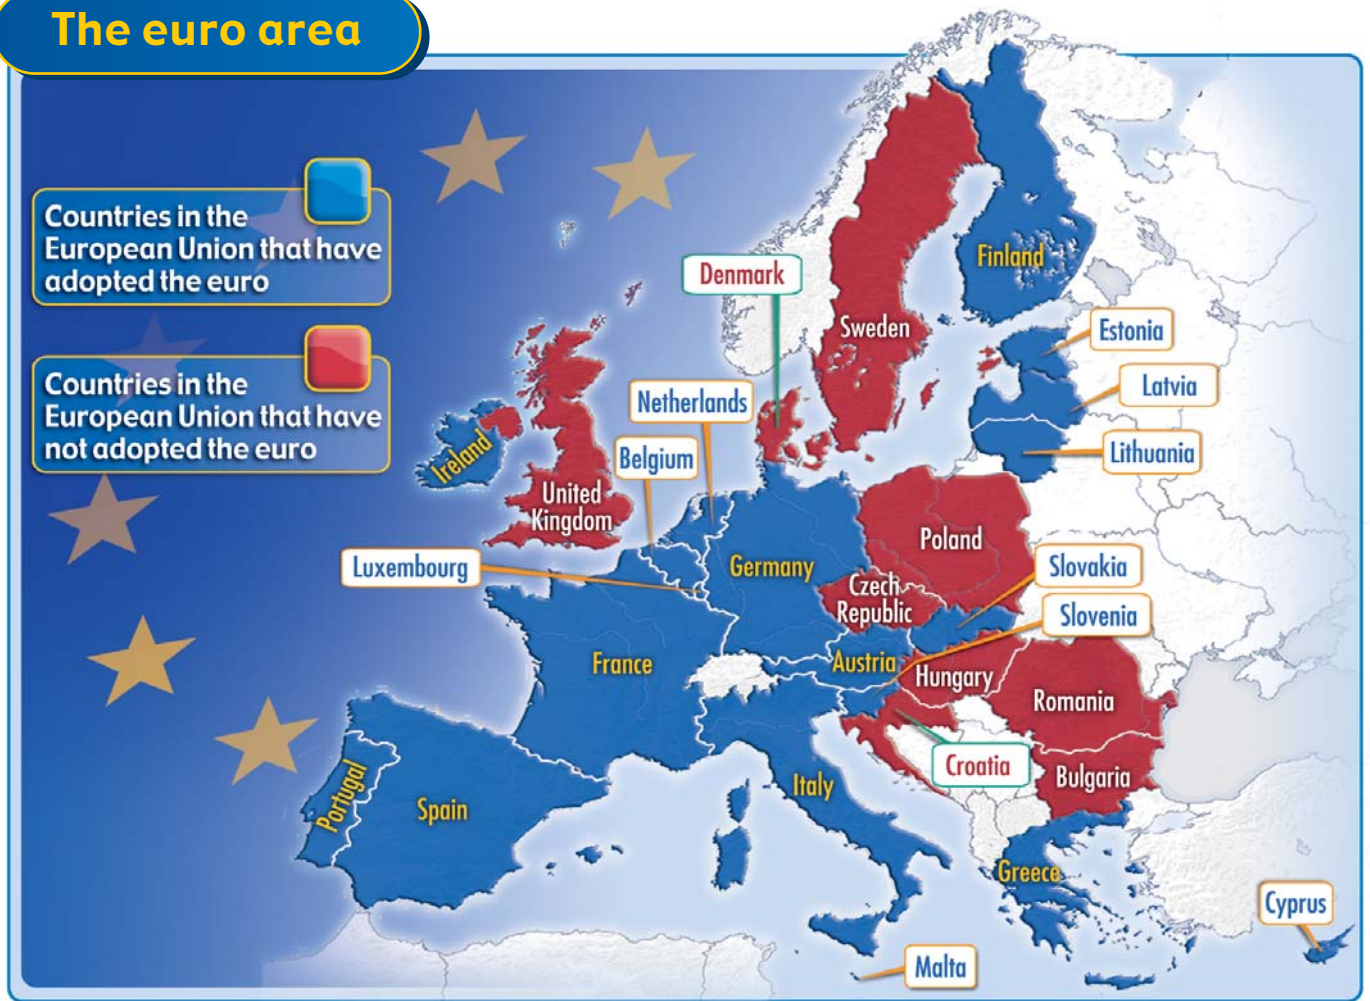 The euro area
Countries in the
European Union that have
adopted the euro
Countries in the
European Union that have
not adopted the euro
Denmark
Finland
Sweden
Estonia
Latvia
Netherlands
Lithuania
Ireland
Belgium
United
Kingdom
Poland
Luxembourg
Germany
Slovakia
Czech
Republic
Slovenia
France
Austria
Hungary
Romania
Croatia
Bulgaria
Portugal
Spain
Italy
Greece
Cyprus
Malta